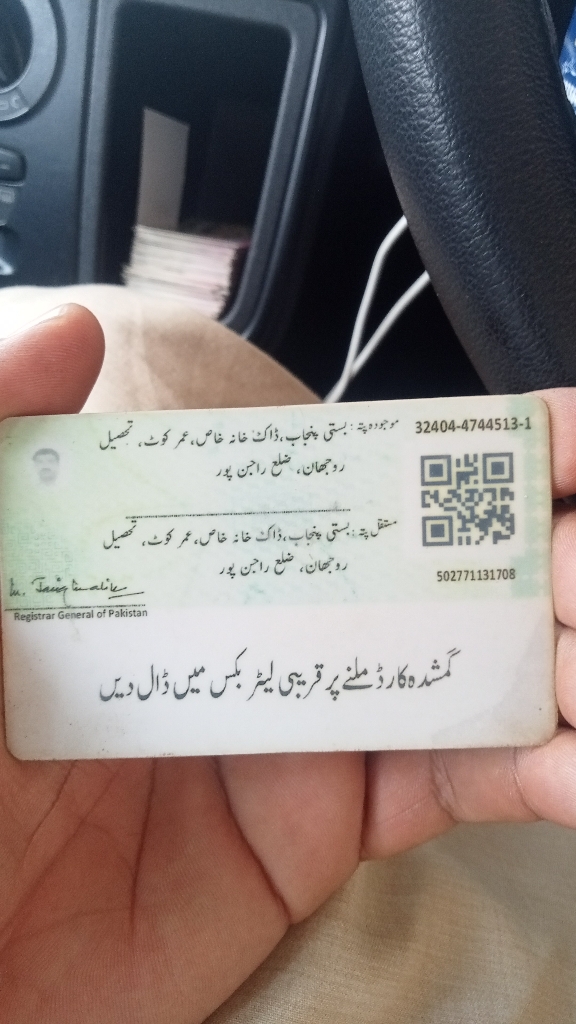 موجودہ پتہ: بستی پنجاب، ڈاک خانہ خاص، عمر کوٹ، تحصیل
روجھان، ضلع راجن پور
32404-4744513-1
مستقل پتہ: بستی پنجاب، ڈاک خانہ خاص، عمر کوٹ، تحصیل
روجھان، ضلع راجن پور
502771131708
Registrar General of Pakistan
گمشدہ کارڈ ملنے پر قریبی لیٹر بکس میں ڈال دیں